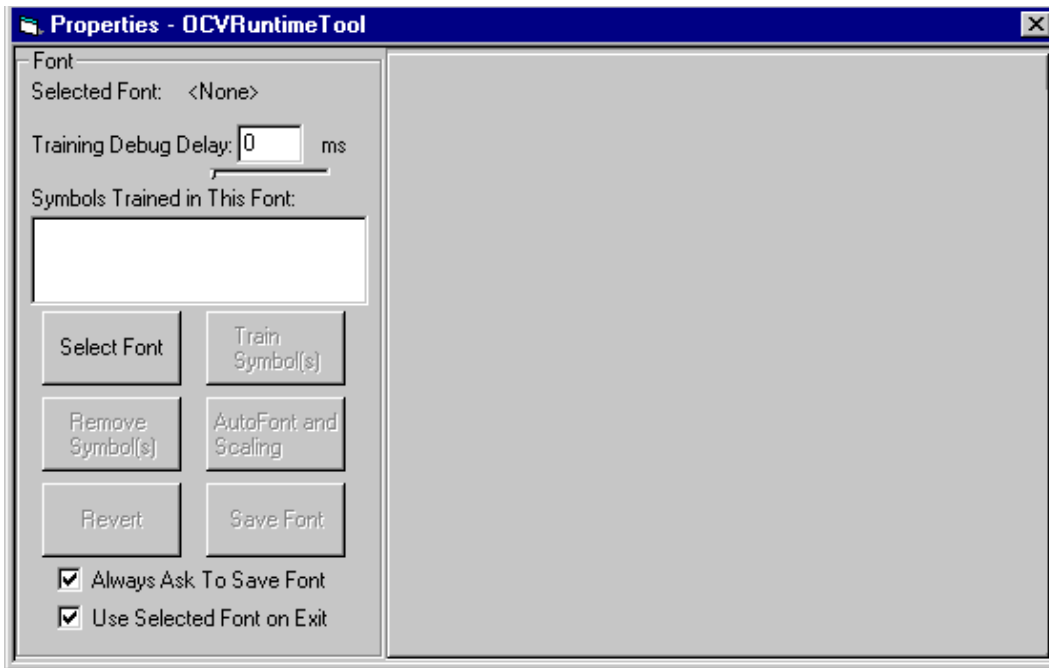 Properties - OCVRuntimeTool
Font
Selected Font: <None>
Training Debug Delay: 0 ms
Symbols Trained in This Font:
Select Font
Train
Symbol(s)
Remove
Symbol(s)
AutoFont and
Scaling
Revert
Save Font
Always Ask To Save Font
Use Selected Font on Exit